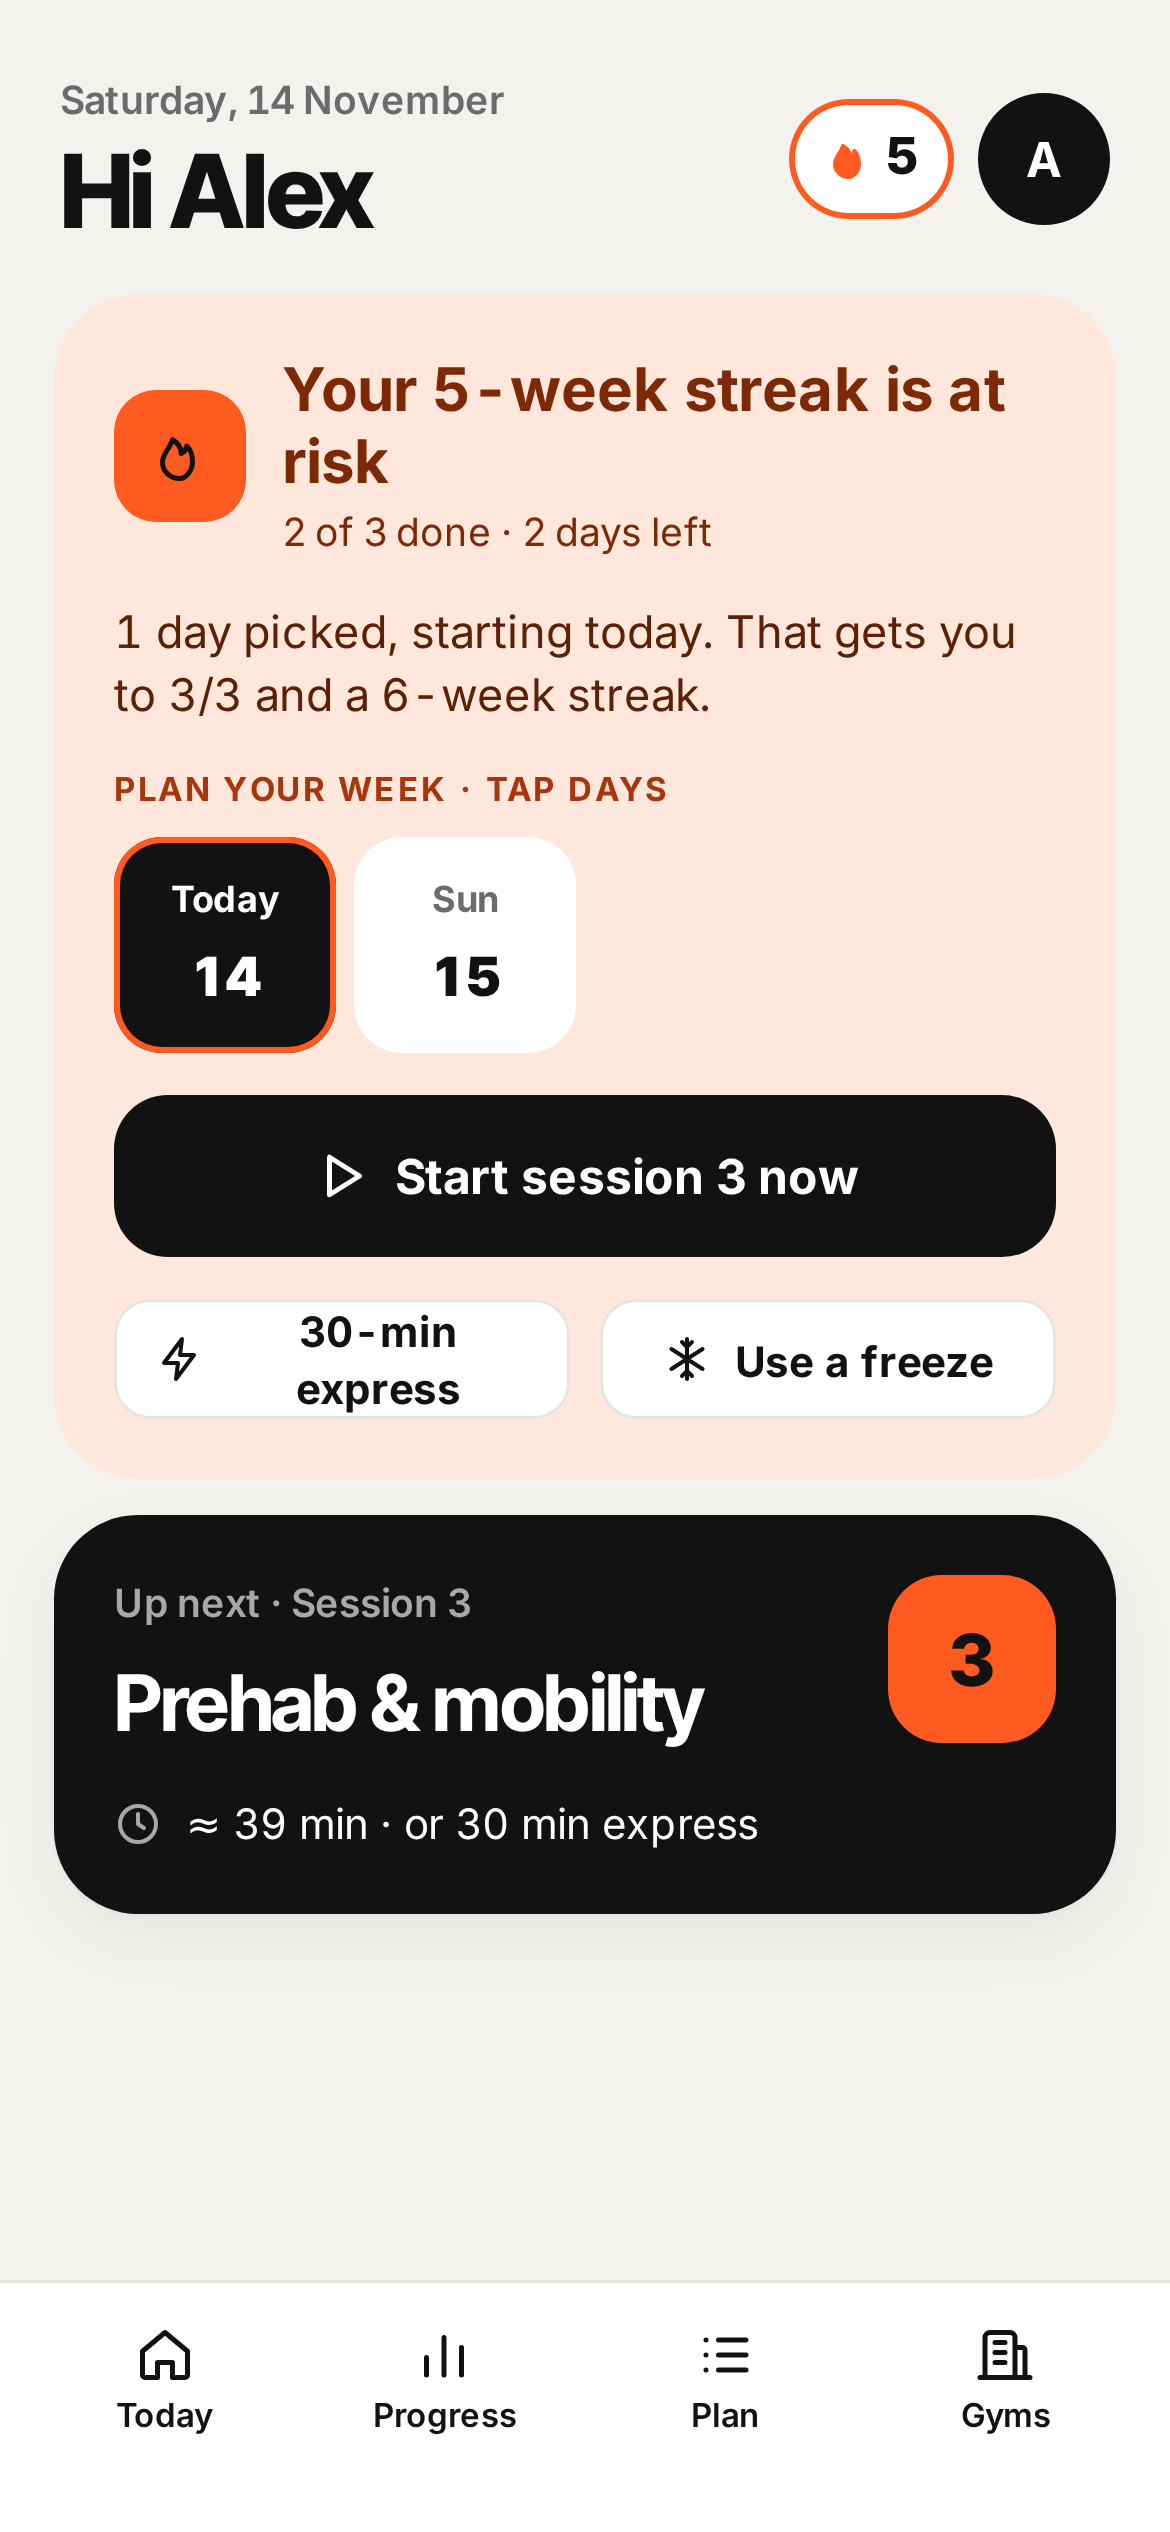 Saturday, 14 November
Hi Alex
5
A
Your 5-week streak is at
risk
2 of 3 done · 2 days left
1 day picked, starting today. That gets you
to 3/3 and a 6-week streak.
PLAN YOUR WEEK · TAP DAYS
Today
14
Sun
15
Start session 3 now
30-min
express
Use a freeze
Up next · Session 3
3
Prehab & mobility
≈ 39 min · or 30 min express
Today
Progress
Plan
Gyms